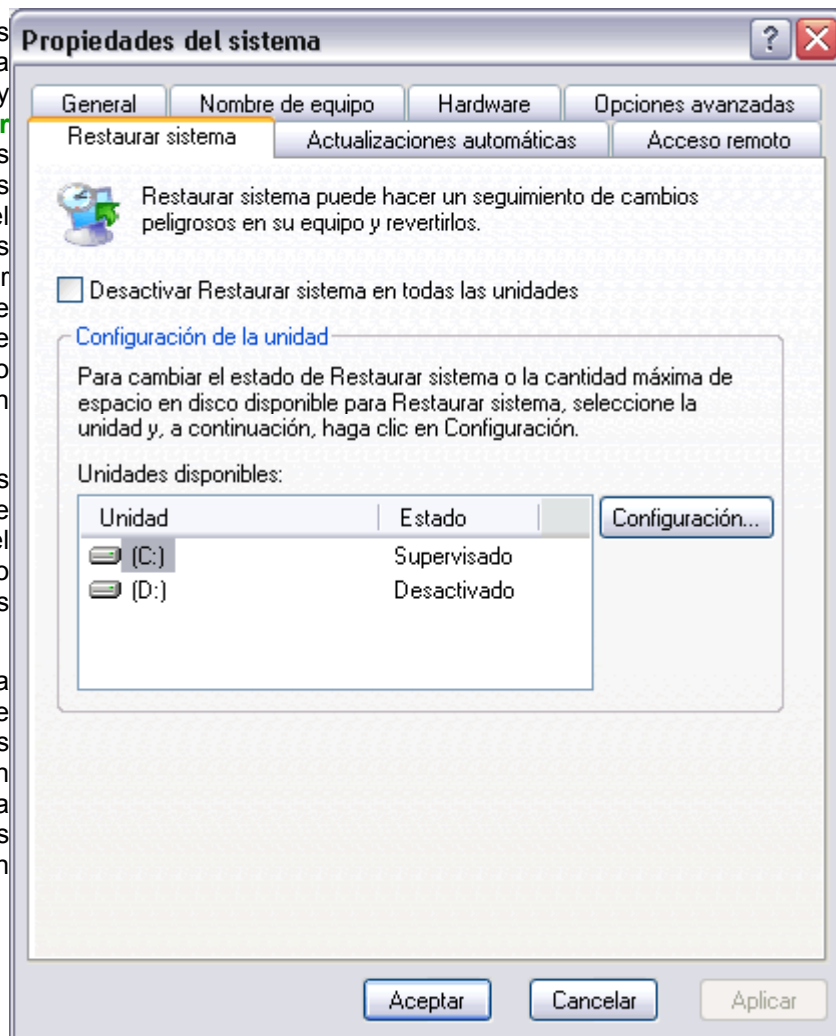 Propiedades del sistema
General Nombre de equipo Hardware Opciones avanzadas
Restaurar sistema Actualizaciones automáticas Acceso remoto
Restaurar sistema puede hacer un seguimiento de cambios
peligrosos en su equipo y revertirlos.
Desactivar Restaurar sistema en todas las unidades
Configuración de la unidad
Para cambiar el estado de Restaurar sistema o la cantidad máxima de
espacio en disco disponible para Restaurar sistema, seleccione la
unidad y, a continuación, haga clic en Configuración.
Unidades disponibles:
Unidad Estado
Configuración...
(C:) Supervisado
(D:) Desactivado
Aceptar Cancelar Aplicar